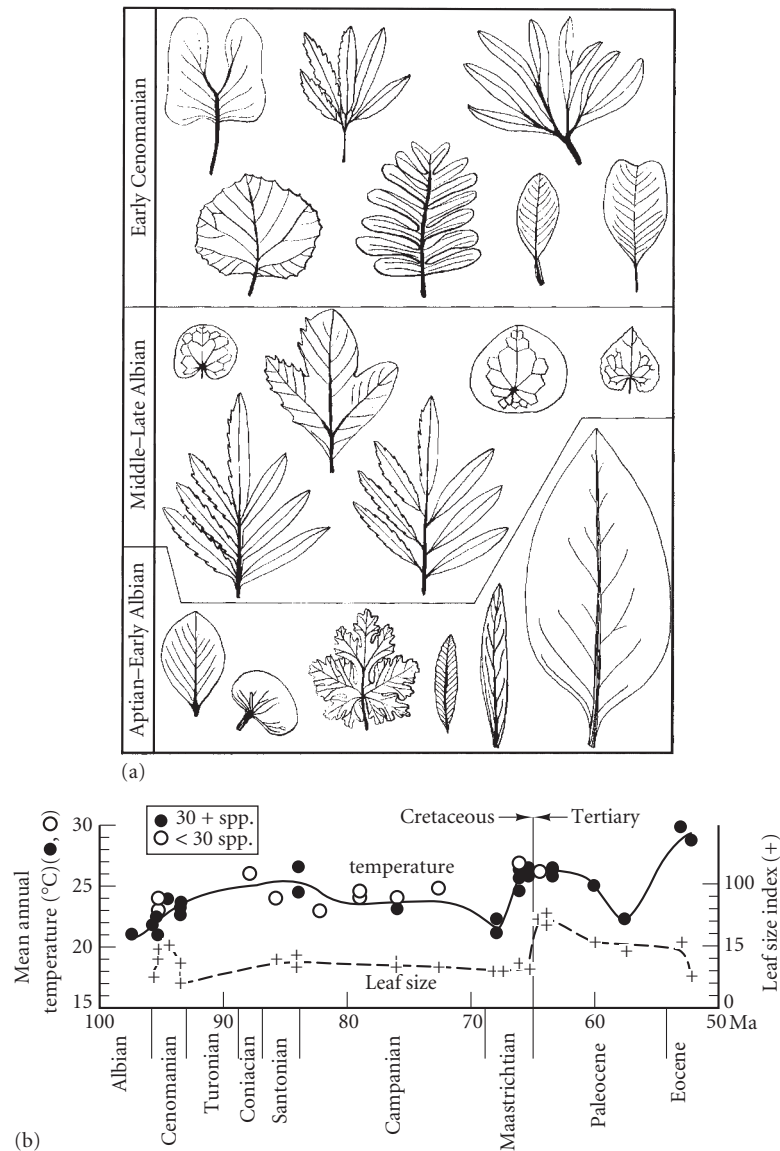 Early Cenomanian
Middle–Late Albian
Aptian–Early Albian
(a)
30 + spp.
< 30 spp.
Cretaceous
Tertiary
temperature
Leaf size
Mean annual
temperature (°C)(●, ○)
30
25
20
15
Leaf size index (+)
100
15
0
100
90
80
70
60
50 Ma
Albian
Cenomanian
Turonian
Coniacian
Santonian
Campanian
Maastrichtian
Paleocene
Eocene
(b)